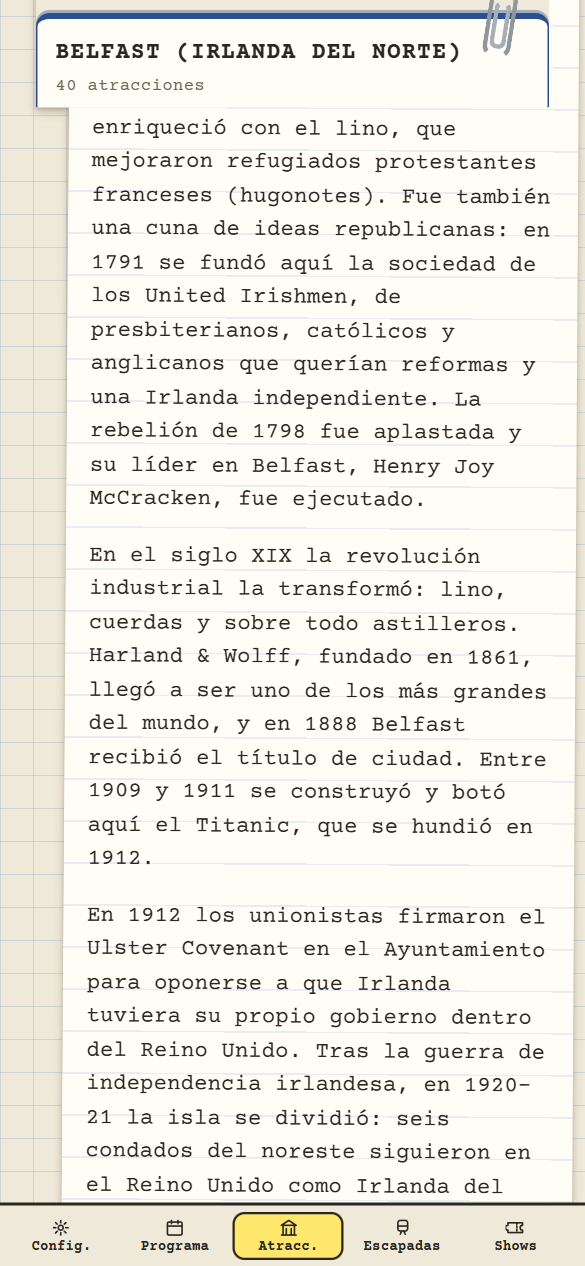 BELFAST (IRLANDA DEL NORTE)
40 atracciones
enriqueció con el lino, que
mejoraron refugiados protestantes
franceses (hugonotes). Fue también
una cuna de ideas republicanas: en
1791 se fundó aquí la sociedad de
los United Irishmen, de
presbiterianos, católicos y
anglicanos que querían reformas y
una Irlanda independiente. La
rebelión de 1798 fue aplastada y
su líder en Belfast, Henry Joy
McCracken, fue ejecutado.
En el siglo XIX la revolución
industrial la transformó: lino,
cuerdas y sobre todo astilleros.
Harland & Wolff, fundado en 1861,
llegó a ser uno de los más grandes
del mundo, y en 1888 Belfast
recibió el título de ciudad. Entre
1909 y 1911 se construyó y botó
aquí el Titanic, que se hundió en
1912.
En 1912 los unionistas firmaron el
Ulster Covenant en el Ayuntamiento
para oponerse a que Irlanda
tuviera su propio gobierno dentro
del Reino Unido. Tras la guerra de
independencia irlandesa, en 1920-
21 la isla se dividió: seis
condados del noreste siguieron en
el Reino Unido como Irlanda del
Config.
Programa
Atracc.
Escapadas
Shows